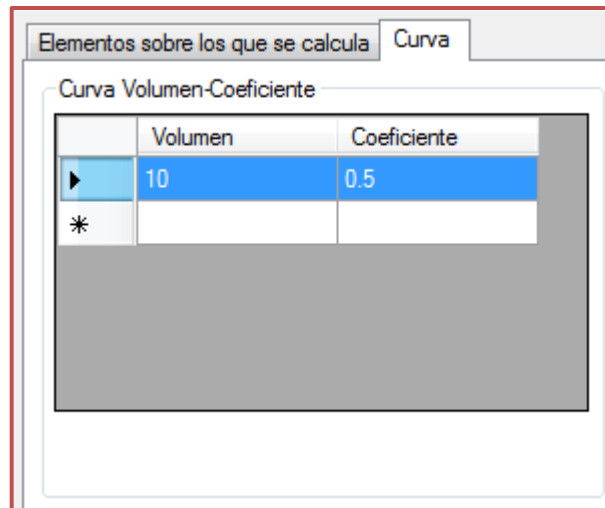 Elementos sobre los que se calcula Curva
Curva Volumen-Coeficiente
Volumen Coeficiente
10 0.5